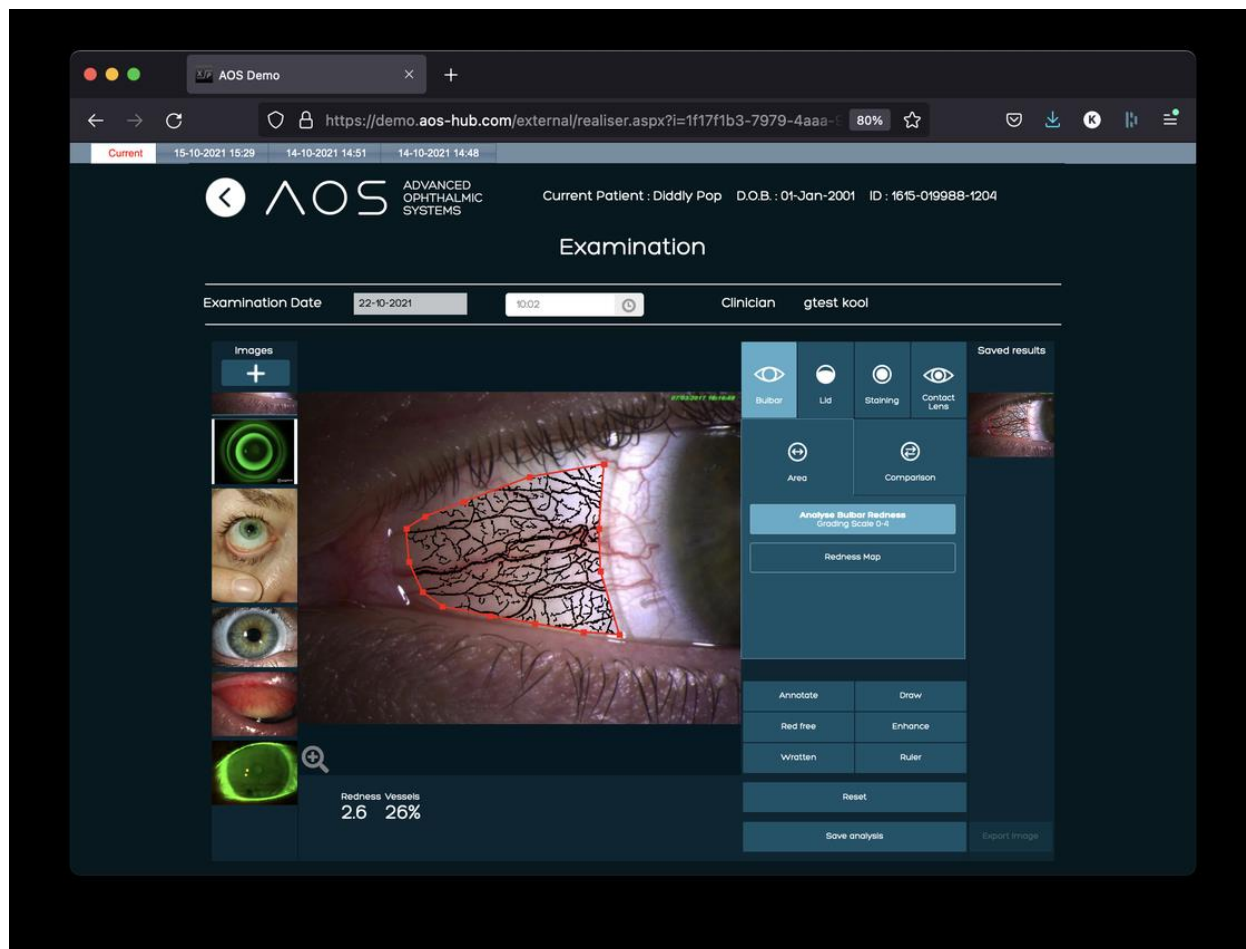 AOS Demo
https://demo.aos-hub.com/external/realiser.aspx?i=1f17f1b3-7979-4aaa- 80% K
Current 15-10-2021 15:29 14-10-2021 14:51 14-10-2021 14:48
AOS ADVANCED
OPHTHALMIC
SYSTEMS
Current Patient : Diddly Pop D.O.B. : 01-Jan-2001 ID : 1615-019988-1204
Examination
Examination Date 22-10-2021 10:02 Clinician gtest kool
Images
Saved results
Bulbar Lid Staining Contact
Lens
Area Comparison
Analyse Bulbar Redness
Grading Scale 0-4
Redness Map
Annotate Draw
Red free Enhance
Wratten Ruler
Reset
Save analysis Export Image
Redness Vessels
2.6 26%